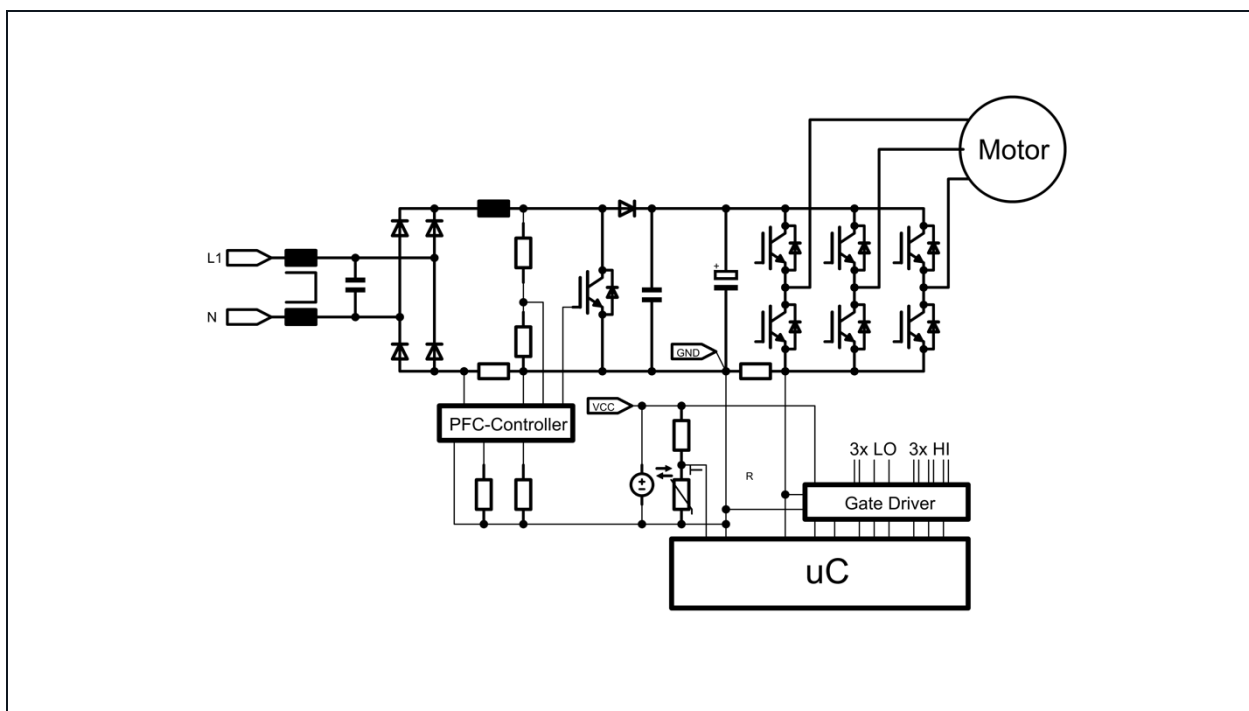 Motor
L1
N
GND
VCC
PFC-Controller
3x LO 3x HI
R
Gate Driver
uC
+